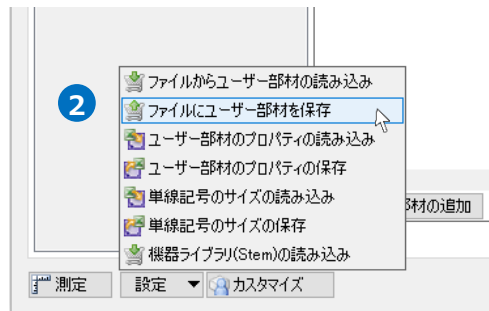 2
ファイルからユーザー部材の読み込み
ファイルにユーザー部材を保存
ユーザー部材のプロパティの読み込み
ユーザー部材のプロパティの保存
単線記号のサイズの読み込み
単線記号のサイズの保存
機器ライブラリ(Stem)の読み込み
部材の追加
測定 設定 カスタマイズ